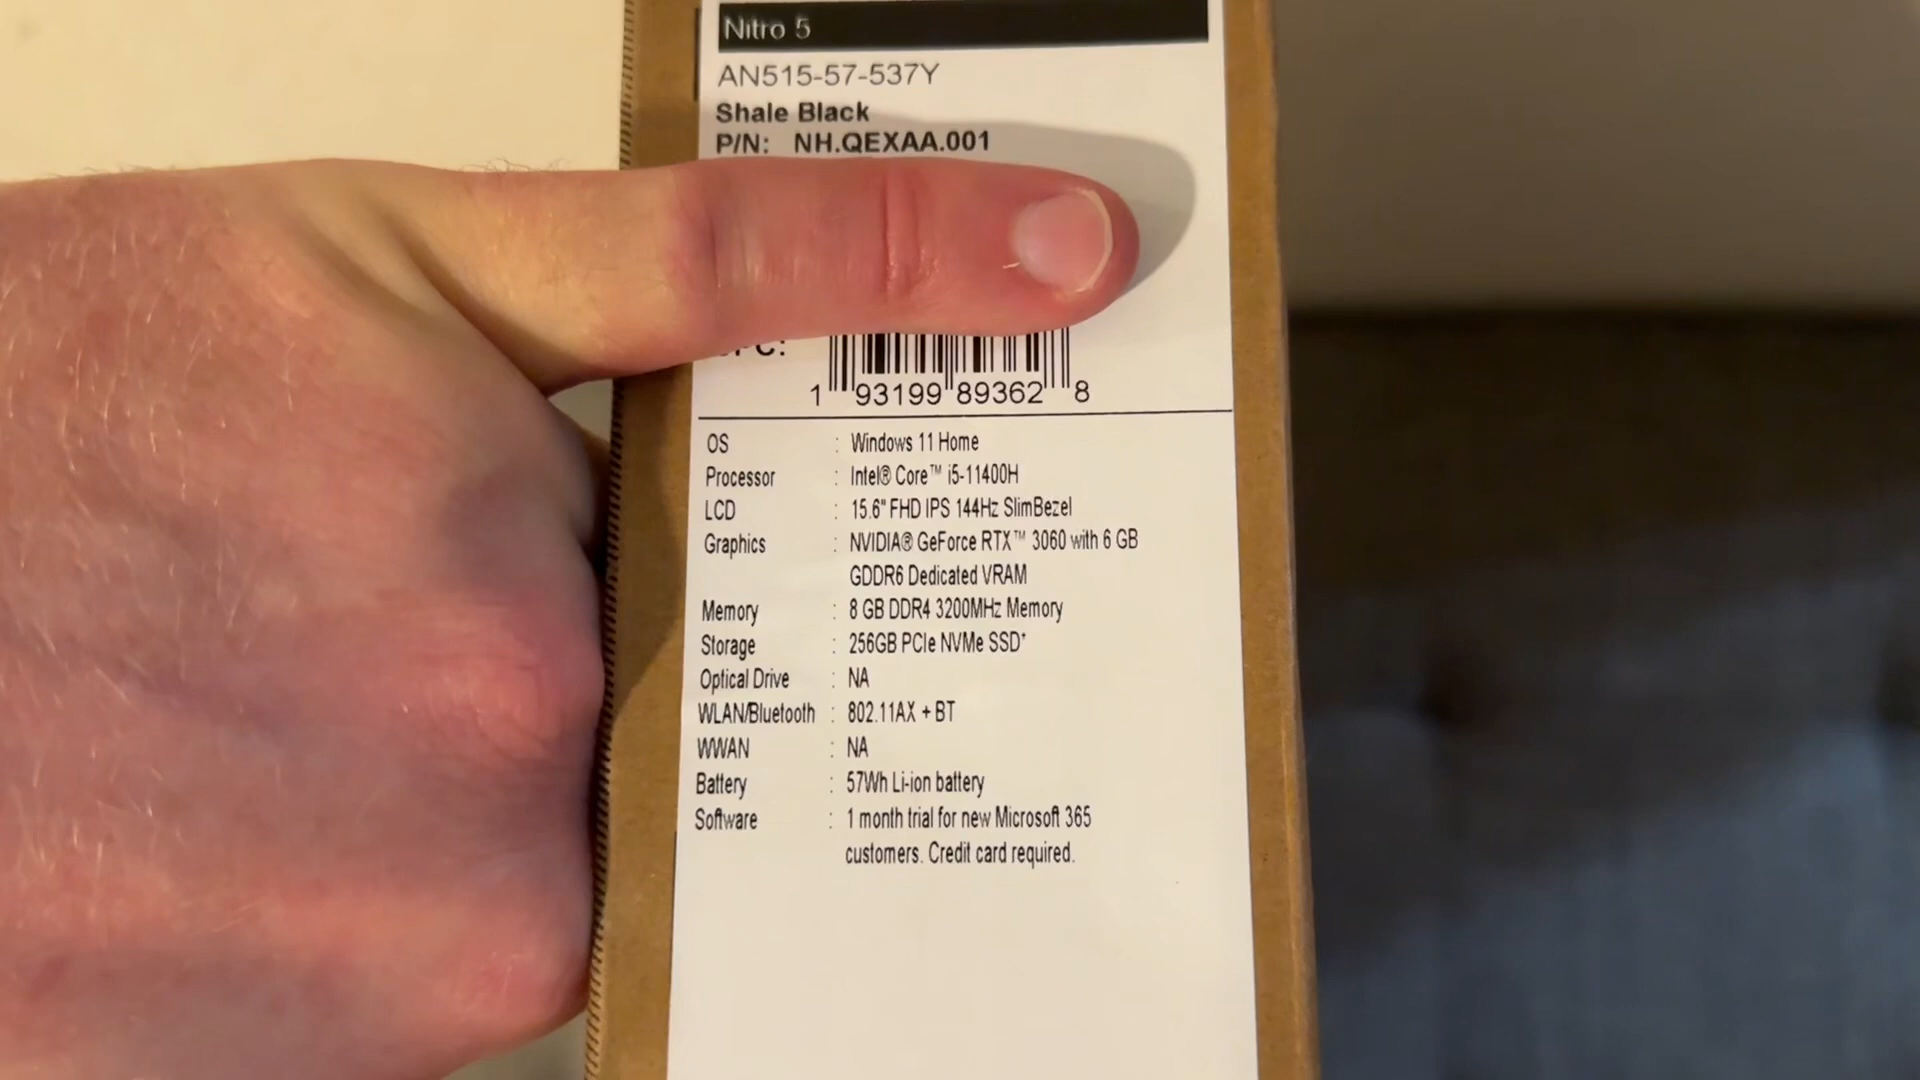 Nitro 5
AN515-57-537Y
Shale Black
P/N: NH.QEXAA.001
1 93199 89362 8
OS : Windows 11 Home
Processor : Intel® Core™ i5-11400H
LCD : 15.6" FHD IPS 144Hz SlimBezel
Graphics : NVIDIA® GeForce RTX™ 3060 with 6 GB
GDDR6 Dedicated VRAM
Memory : 8 GB DDR4 3200MHz Memory
Storage : 256GB PCIe NVMe SSD*
Optical Drive : NA
WLAN/Bluetooth : 802.11AX + BT
WWAN : NA
Battery : 57Wh Li-ion battery
Software : 1 month trial for new Microsoft 365
customers. Credit card required.